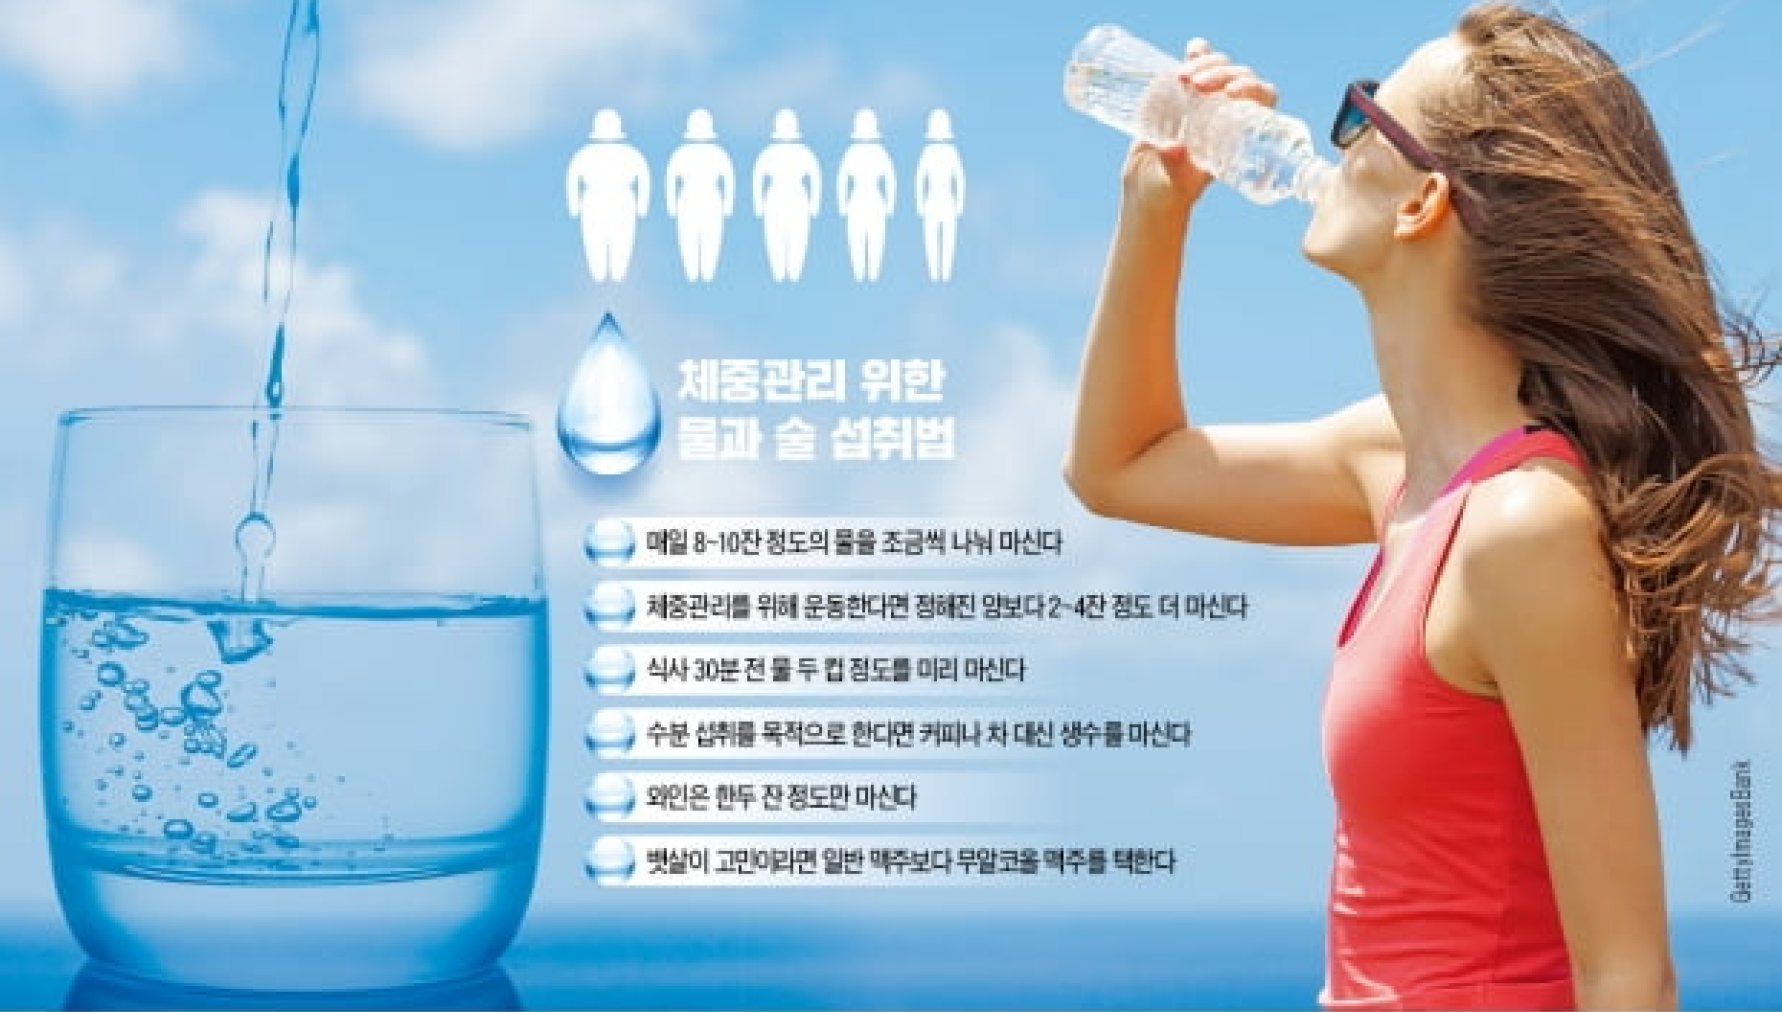 체중관리 위한
물과 술 섭취법
매일 8~10잔 정도의 물을 조금씩 나눠 마신다
체중관리를 위해 운동한다면 정해진 양보다 2~4잔 정도 더 마신다
식사 30분 전 물 두 컵 정도를 미리 마신다
수분 섭취를 목적으로 한다면 커피나 차 대신 생수를 마신다
와인은 한두 잔 정도만 마신다
뱃살이 고민이라면 일반 맥주보다 무알코올 맥주를 택한다
GettyImagesBank